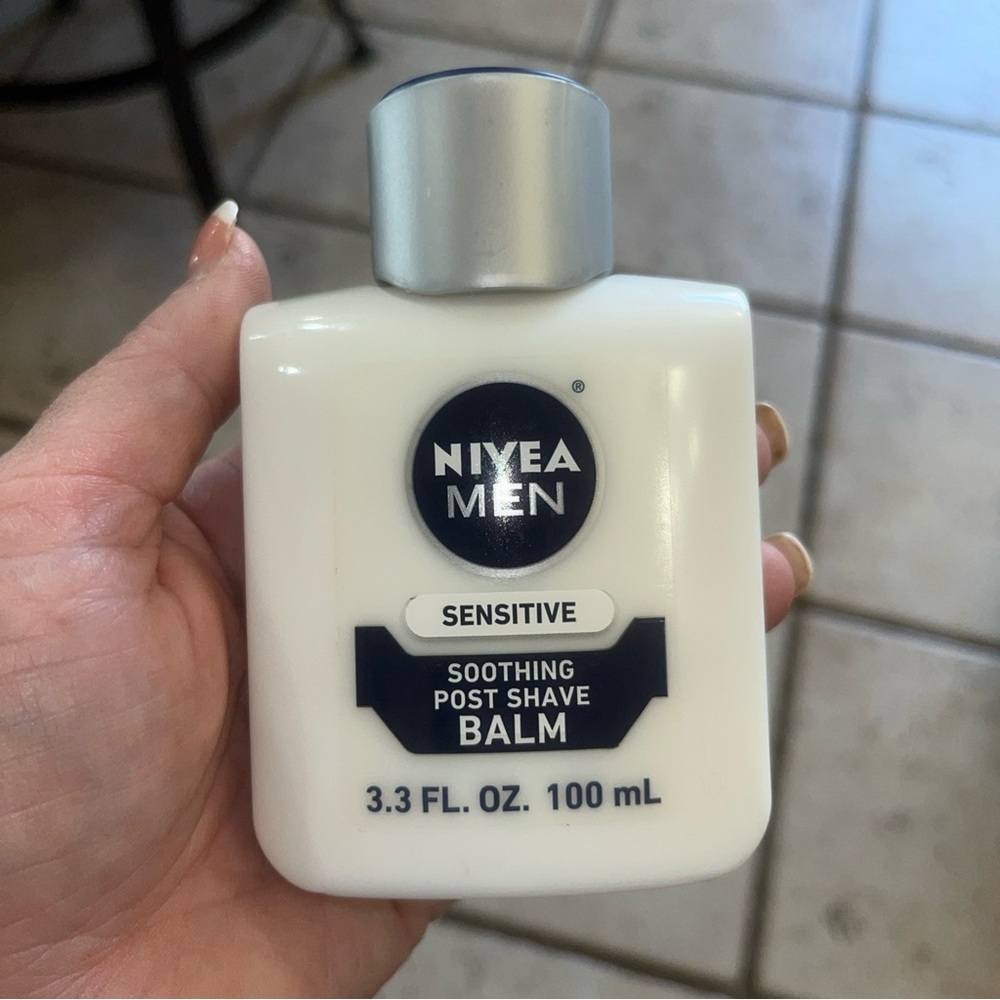 NIVEA
MEN
®
SENSITIVE
SOOTHING
POST SHAVE
BALM
3.3 FL. OZ. 100 mL